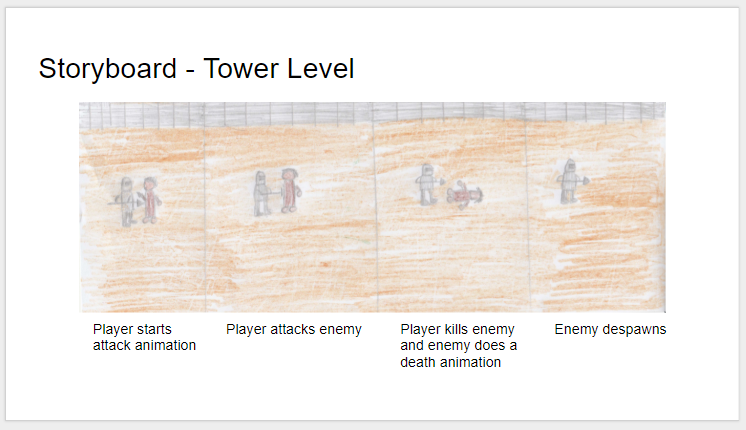 Storyboard - Tower Level
Player starts
attack animation
Player attacks enemy
Player kills enemy
and enemy does a
death animation
Enemy despawns